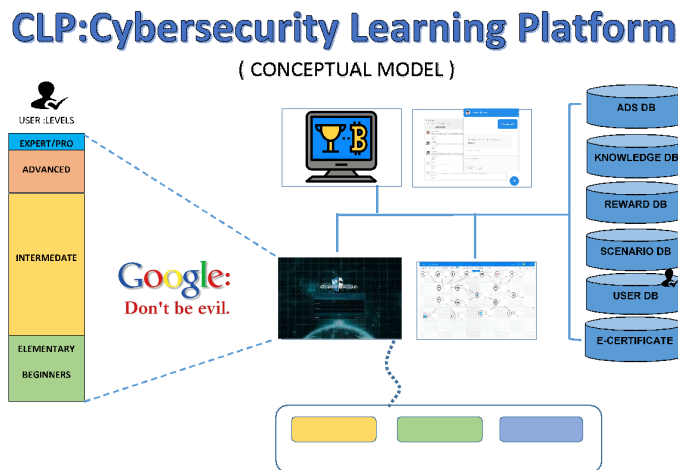 CLP:Cybersecurity Learning Platform
( CONCEPTUAL MODEL )
USER :LEVELS
EXPERT/PRO
ADVANCED
INTERMEDATE
ELEMENTARY
BEGINNERS
Google:
Don't be evil.
ADS DB
KNOWLEDGE DB
REWARD DB
SCENARIO DB
USER DB
E-CERTIFICATE